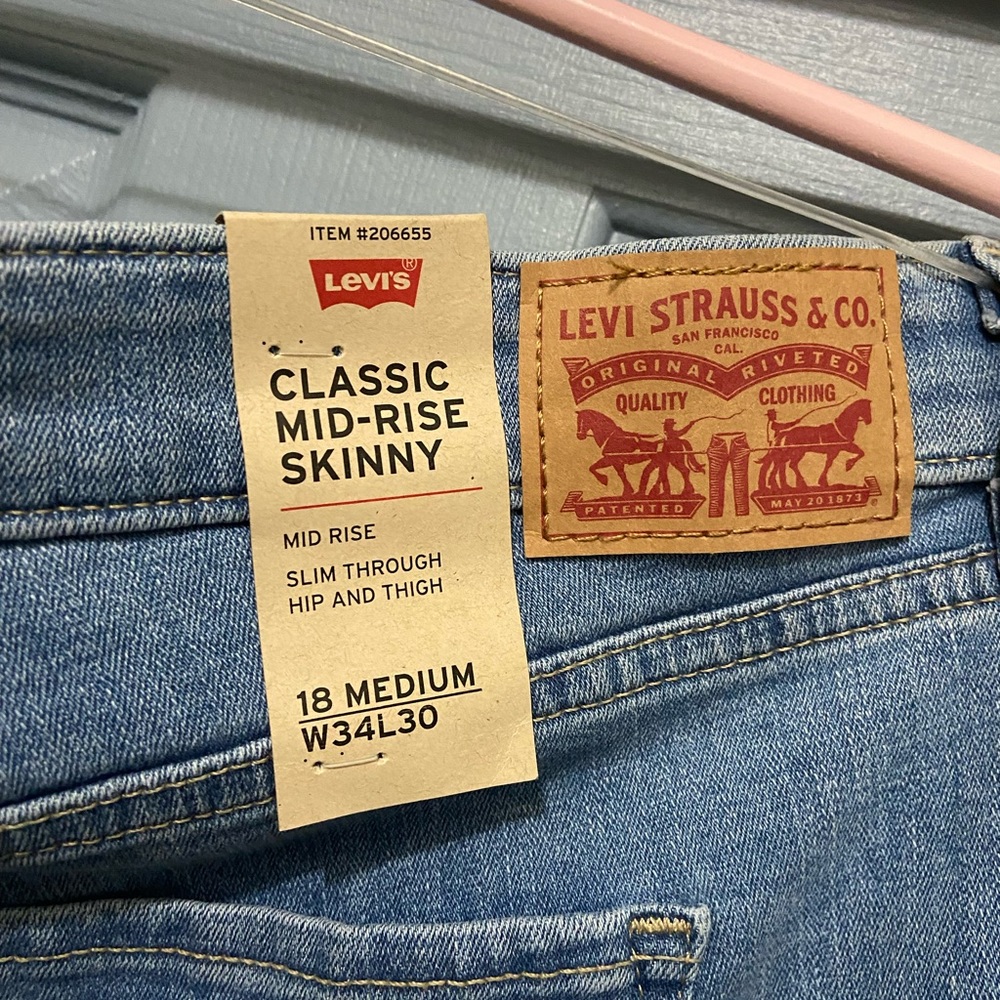 ITEM #206655
LEVI'S®
CLASSIC
MID-RISE
SKINNY
MID RISE
SLIM THROUGH
HIP AND THIGH
18 MEDIUM
W34L30
LEVI STRAUSS & CO.
SAN FRANCISCO
CAL.
ORIGINAL RIVETED
QUALITY CLOTHING
PATENTED MAY 20 1873